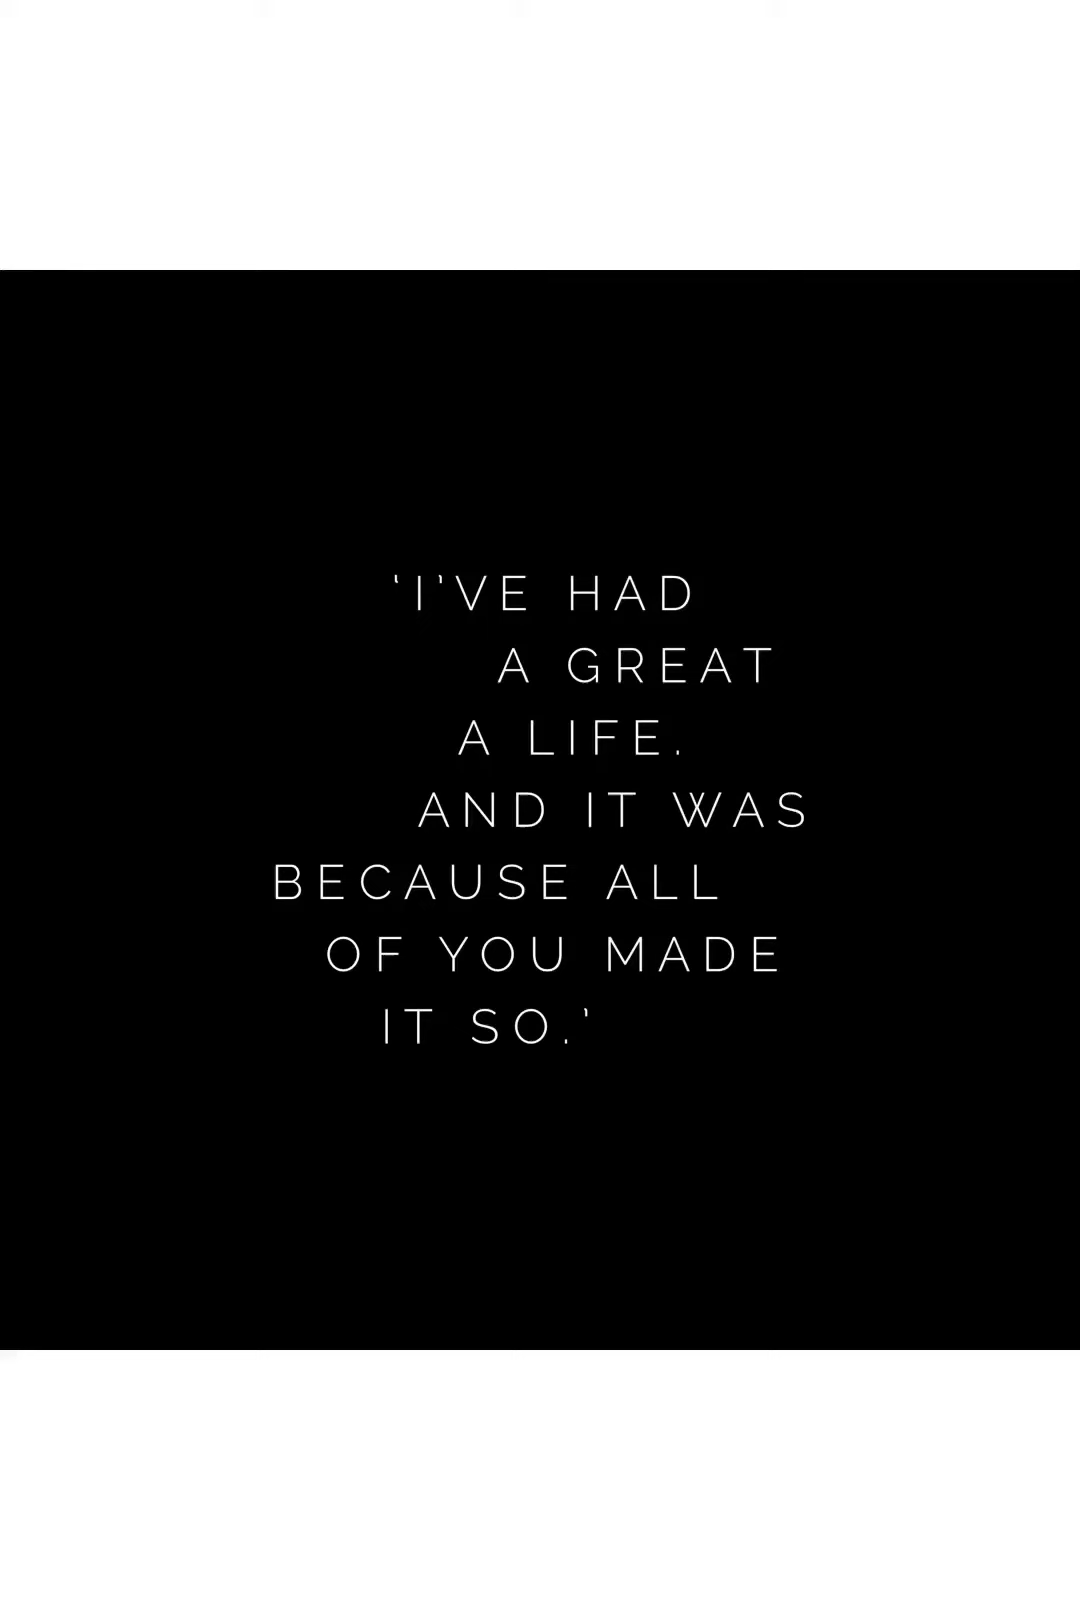 ‘I’VE HAD
A GREAT
A LIFE.
AND IT WAS
BECAUSE ALL
OF YOU MADE
IT SO.’